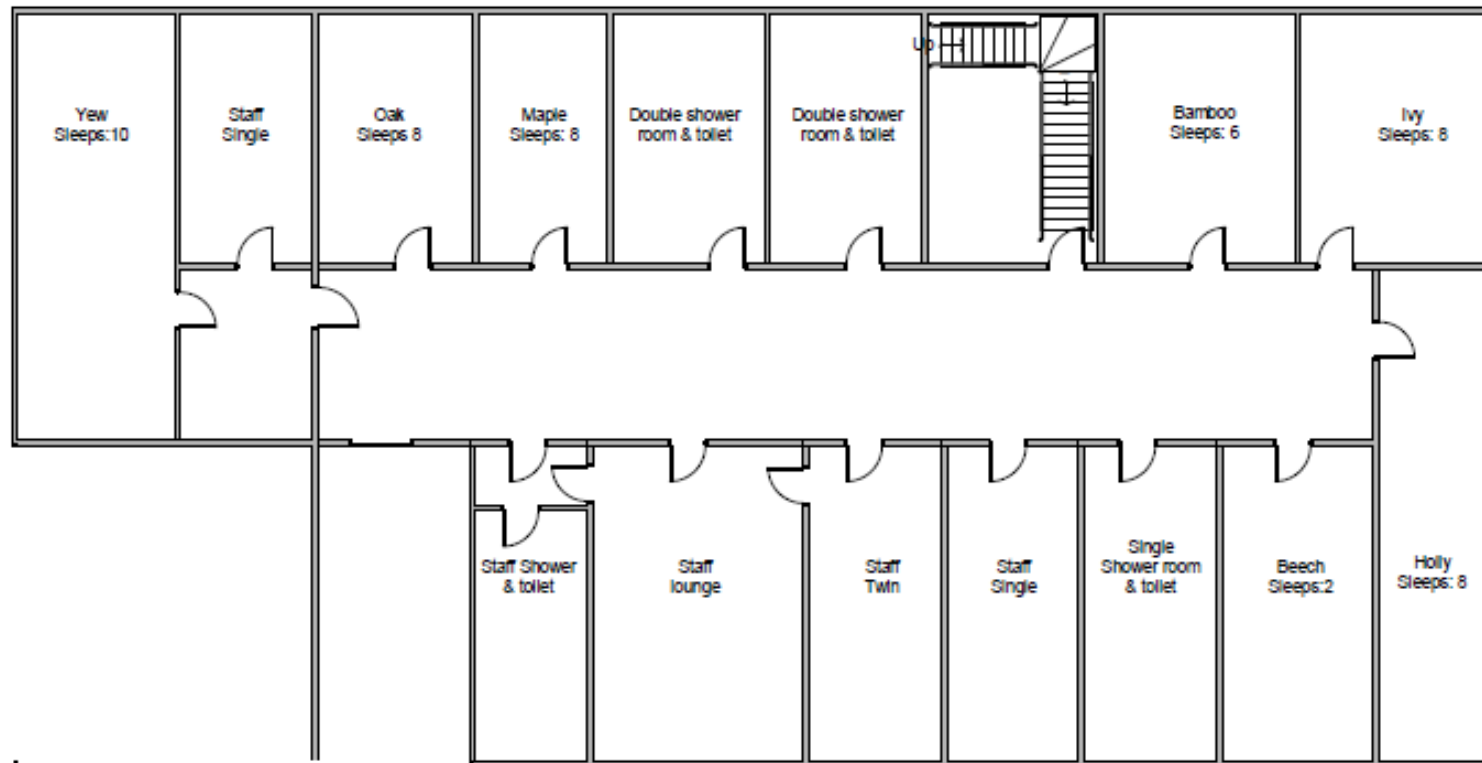 Yew
Sleeps:10
Staff
Single
Oak
Sleeps 8
Maple
Sleeps: 8
Double shower
room & toilet
Double shower
room & toilet
Up
Bamboo
Sleeps: 6
Ivy
Sleeps: 8
Staff Shower
& toilet
Staff
lounge
Staff
Twin
Staff
Single
Single
Shower room
& toilet
Beech
Sleeps:2
Holly
Sleeps: 8